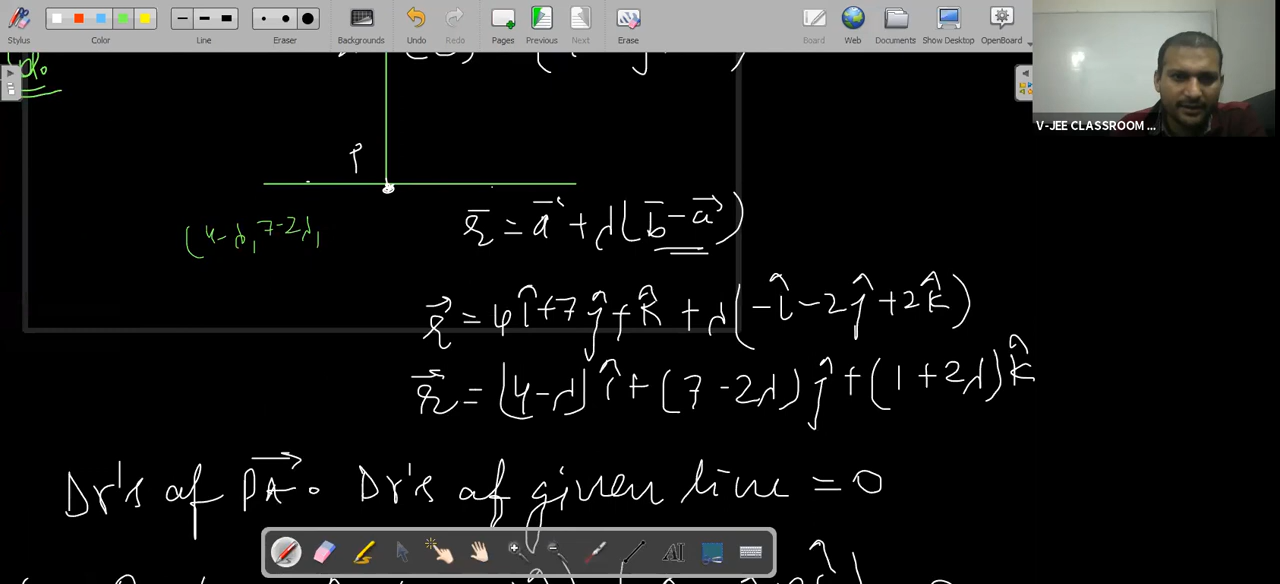 Stylus Color Line Eraser Backgrounds Undo Redo Pages Previous Next Erase Board Web Documents Show Desktop OpenBoard
V-JEE CLASSROOM ...
Soln.
P
(4-λ, 7-2λ,
r̄ = a⃗ + λ(b̄ - a⃗)
r⃗ = 4î + 7ĵ + k̂ + λ(-î - 2ĵ + 2k̂)
r⃗ = (4-λ)î + (7-2λ)ĵ + (1+2λ)k̂
Dr's of PA⃗. Dr's of given line = 0
AI